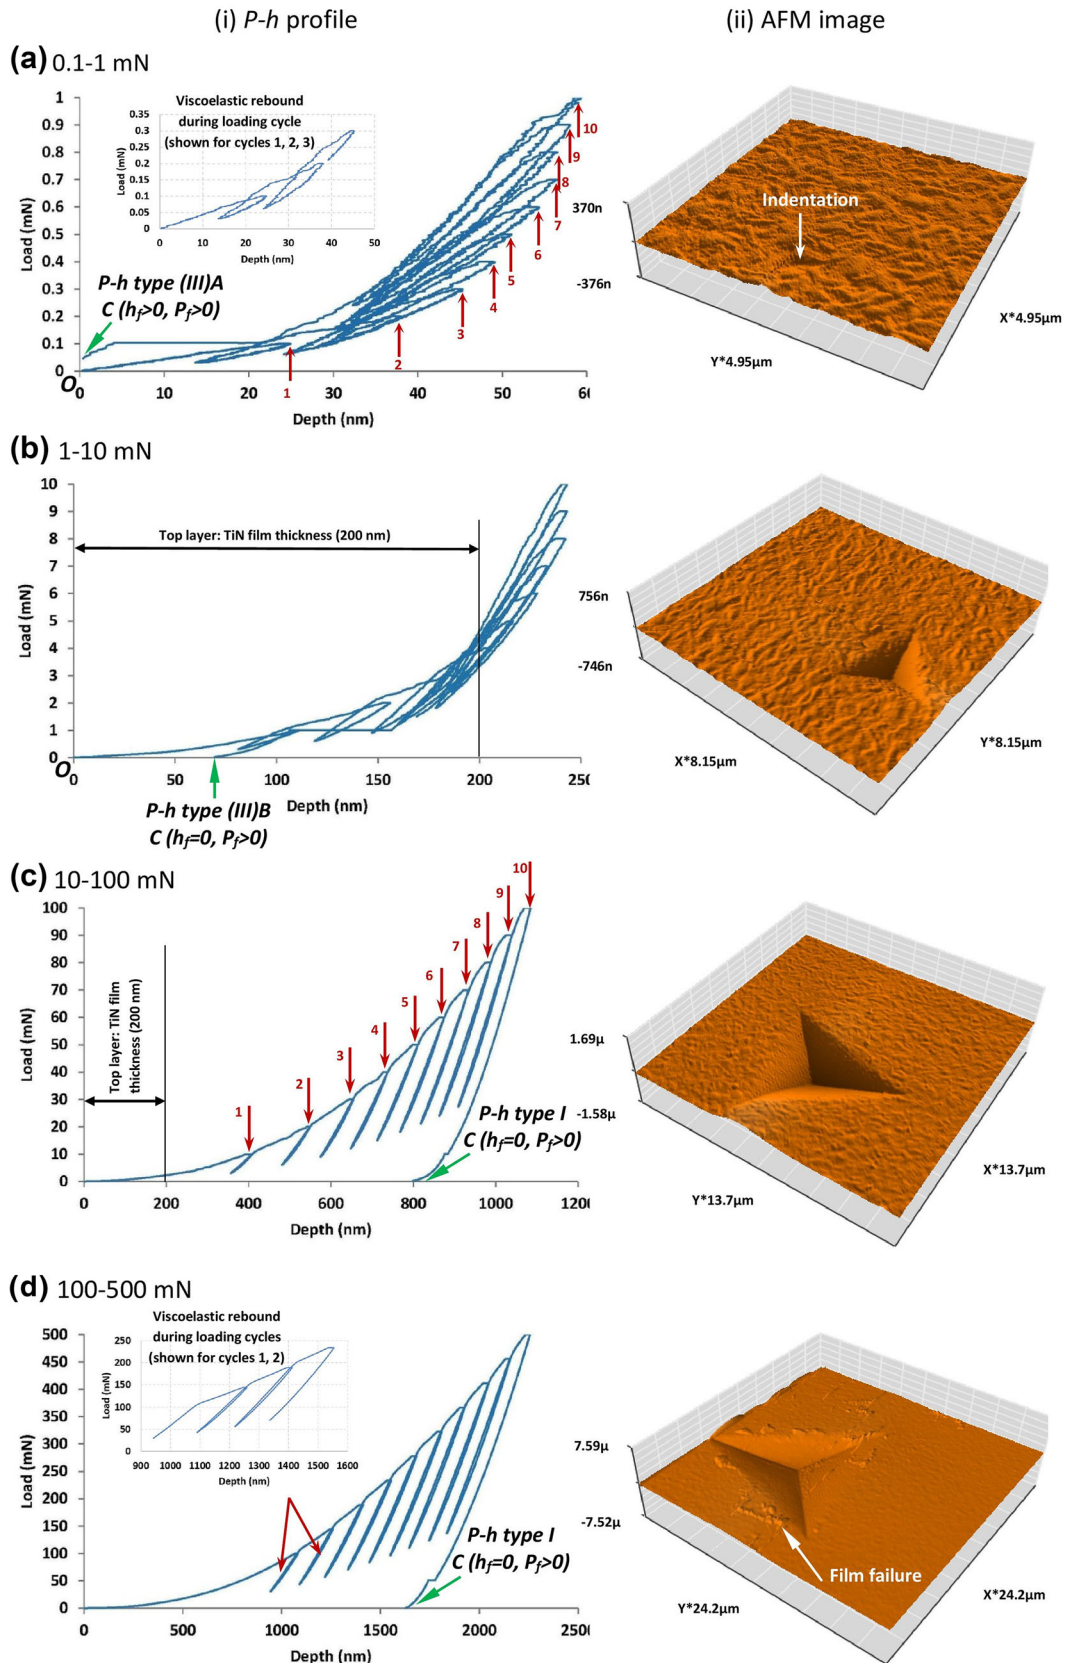 (i) P-h profile
(ii) AFM image
(a) 0.1-1 mN
Viscoelastic rebound
during loading cycle
(shown for cycles 1, 2, 3)
0.35
0.3
0.25
0.2
0.15
0.1
0.05
0
Load (mN)
0 10 20 30 40 50
Depth (nm)
1
0.9
0.8
0.7
0.6
0.5
0.4
0.3
0.2
0.1
0
Load (mN)
P-h type (III)A
C (hf>0, Pf>0)
O
1
2
3
4
5
6
7
8
9
10
0 10 20 30 40 50 60
Depth (nm)
Indentation
370n
-376n
Y*4.95µm
X*4.95µm
(b) 1-10 mN
10
9
8
7
6
5
4
3
2
1
0
Load (mN)
Top layer: TiN film thickness (200 nm)
O
0 50 100 150 200 250
Depth (nm)
P-h type (III)B
C (hf=0, Pf>0)
756n
-746n
X*8.15µm
Y*8.15µm
(c) 10-100 mN
100
90
80
70
60
50
40
30
20
10
0
Load (mN)
Top layer: TiN film
thickness (200 nm)
1
2
3
4
5
6
7
8
9
10
P-h type I
C (hf=0, Pf>0)
0 200 400 600 800 1000 1200
Depth (nm)
1.69µ
-1.58µ
Y*13.7µm
X*13.7µm
(d) 100-500 mN
Viscoelastic rebound
during loading cycles
(shown for cycles 1, 2)
250
200
150
100
50
0
Load (mN)
900 1000 1100 1200 1300 1400 1500 1600
Depth (nm)
500
450
400
350
300
250
200
150
100
50
0
Load (mN)
P-h type I
C (hf=0, Pf>0)
0 500 1000 1500 2000 2500
Depth (nm)
7.59µ
-7.52µ
Film failure
Y*24.2µm
X*24.2µm